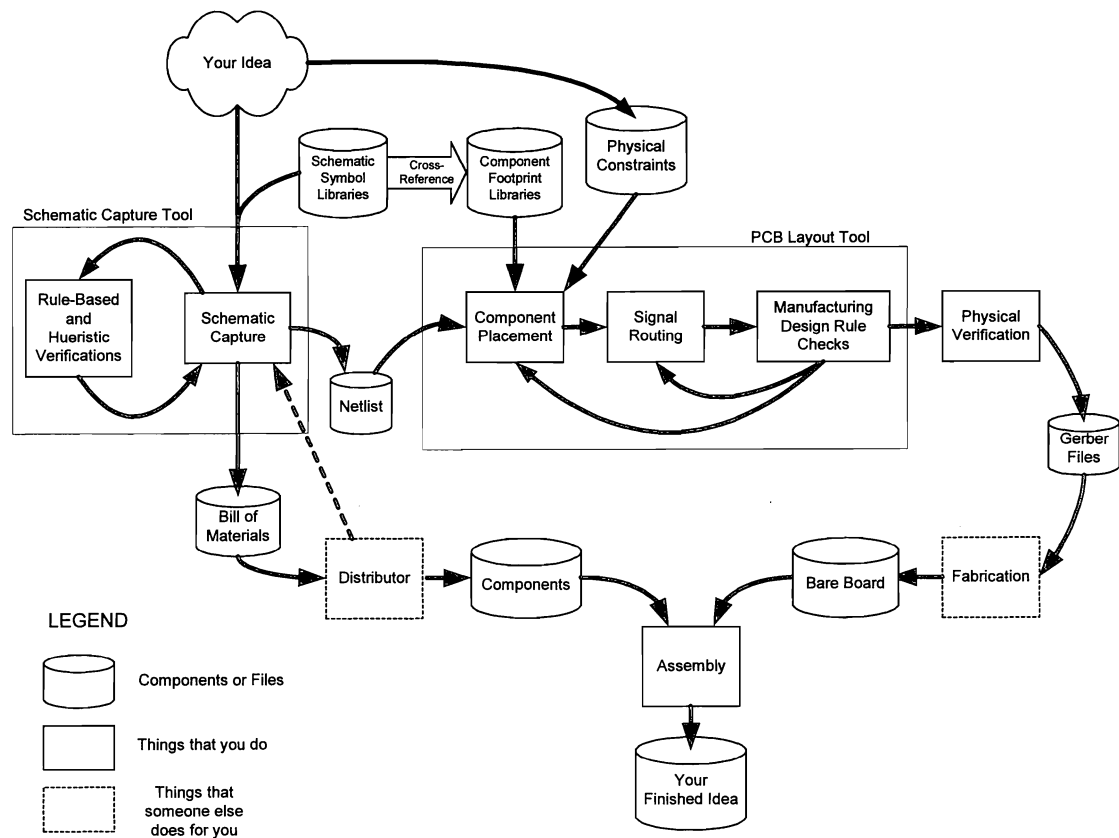 Your Idea
Physical
Constraints
Schematic
Symbol
Libraries
Cross-
Reference
Component
Footprint
Libraries
Schematic Capture Tool
PCB Layout Tool
Rule-Based
and
Hueristic
Verifications
Schematic
Capture
Netlist
Component
Placement
Signal
Routing
Manufacturing
Design Rule
Checks
Physical
Verification
Gerber
Files
Bill of
Materials
Distributor
Components
Bare Board
Fabrication
Assembly
Your
Finished Idea
LEGEND
Components or Files
Things that you do
Things that
someone else
does for you